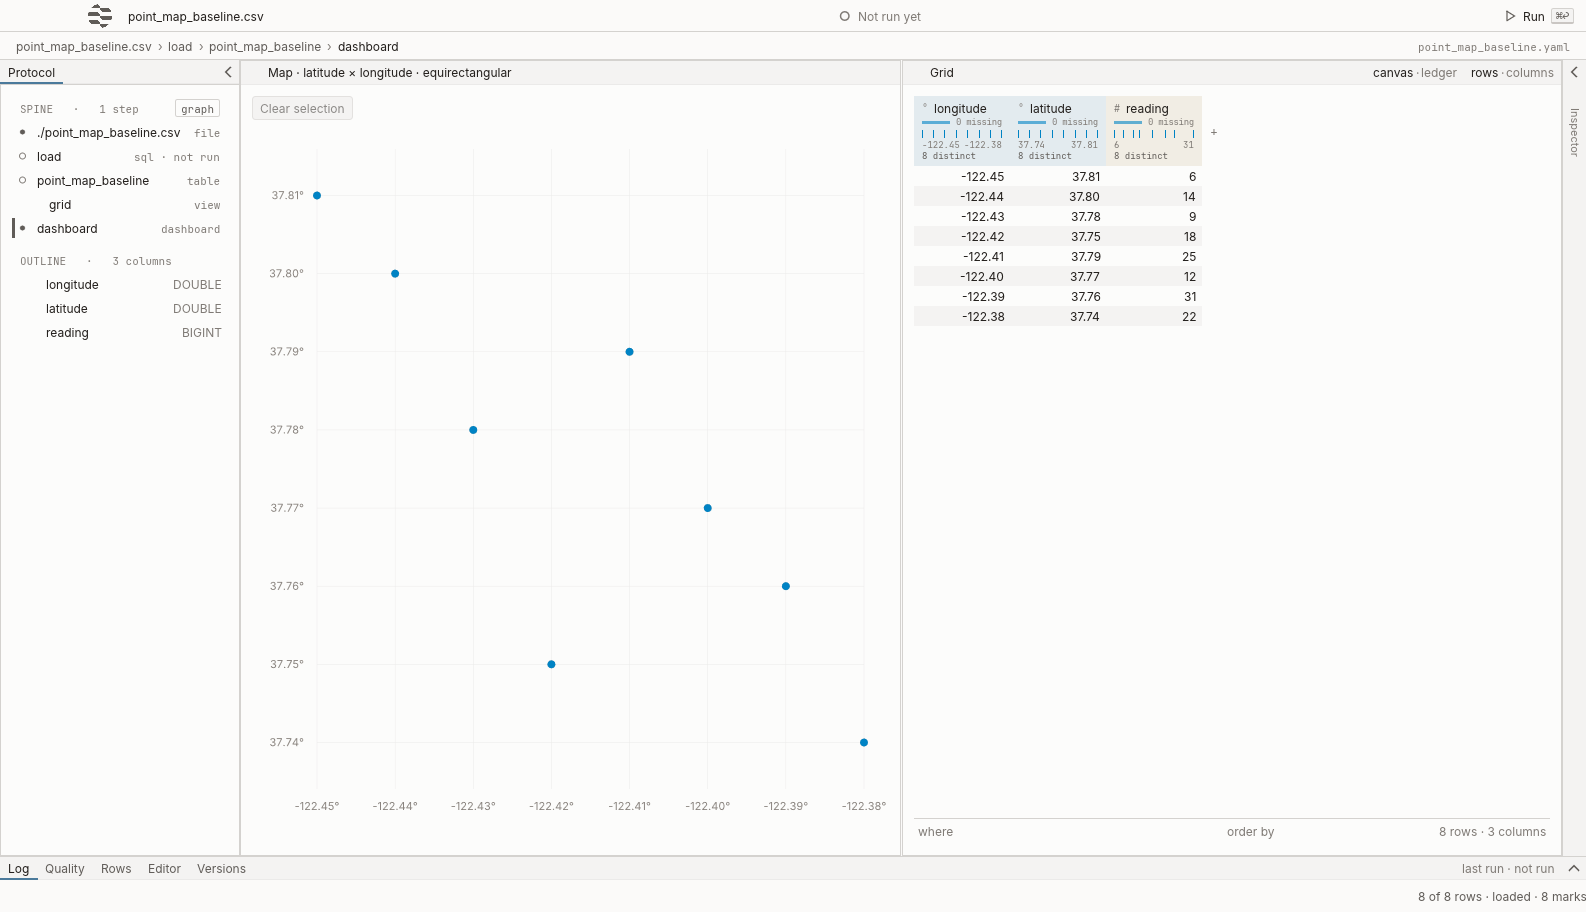 point_map_baseline.csv
Not run yet
Run ⌘↵
point_map_baseline.csv › load › point_map_baseline › dashboard
point_map_baseline.yaml
Protocol
SPINE · 1 step graph
./point_map_baseline.csv file
load sql · not run
point_map_baseline table
grid view
dashboard dashboard
OUTLINE · 3 columns
longitude DOUBLE
latitude DOUBLE
reading BIGINT
Map · latitude × longitude · equirectangular
Clear selection
37.81°
37.80°
37.79°
37.78°
37.77°
37.76°
37.75°
37.74°
-122.45° -122.44° -122.43° -122.42° -122.41° -122.40° -122.39° -122.38°
Grid
canvas · ledger rows · columns
° longitude ° latitude # reading
0 missing 0 missing 0 missing
-122.45 -122.38 37.74 37.81 6 31
8 distinct 8 distinct 8 distinct
+
-122.45 37.81 6
-122.44 37.80 14
-122.43 37.78 9
-122.42 37.75 18
-122.41 37.79 25
-122.40 37.77 12
-122.39 37.76 31
-122.38 37.74 22
where order by 8 rows · 3 columns
Inspector
Log Quality Rows Editor Versions
last run · not run
8 of 8 rows · loaded · 8 marks